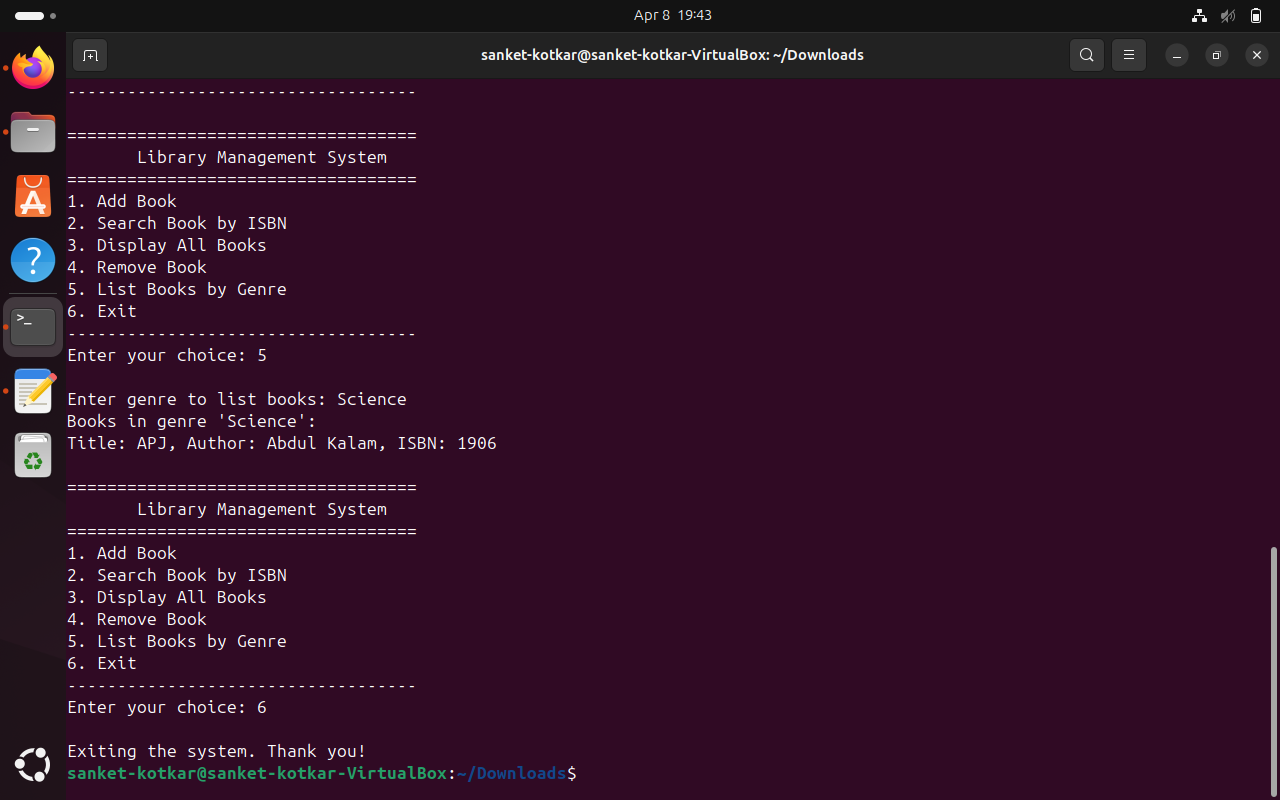 Apr 8 19:43
sanket-kotkar@sanket-kotkar-VirtualBox: ~/Downloads
-----------------------------------
===================================
Library Management System
===================================
1. Add Book
2. Search Book by ISBN
3. Display All Books
4. Remove Book
5. List Books by Genre
6. Exit
-----------------------------------
Enter your choice: 5
Enter genre to list books: Science
Books in genre 'Science':
Title: APJ, Author: Abdul Kalam, ISBN: 1906
===================================
Library Management System
===================================
1. Add Book
2. Search Book by ISBN
3. Display All Books
4. Remove Book
5. List Books by Genre
6. Exit
-----------------------------------
Enter your choice: 6
Exiting the system. Thank you!
sanket-kotkar@sanket-kotkar-VirtualBox:~/Downloads$